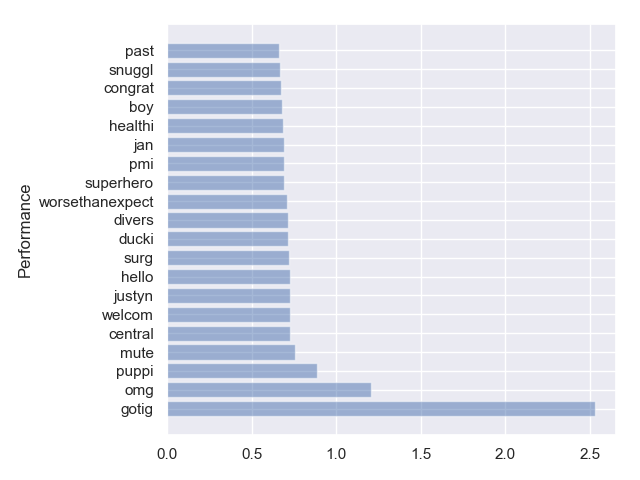 past
snuggl
congrat
boy
healthi
jan
pmi
superhero
worsethanexpect
divers
ducki
surg
hello
justyn
welcom
central
mute
puppi
omg
gotig
Performance
0.0 0.5 1.0 1.5 2.0 2.5